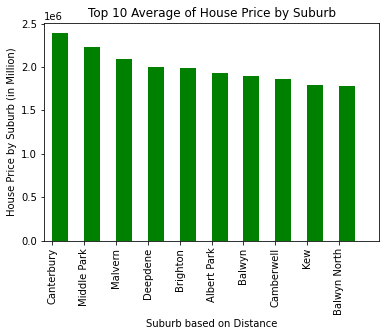 Top 10 Average of House Price by Suburb
1e6
2.5
2.0
1.5
1.0
0.5
0.0
House Price by Suburb (in Million)
Canterbury
Middle Park
Malvern
Deepdene
Brighton
Albert Park
Balwyn
Camberwell
Kew
Balwyn North
Suburb based on Distance